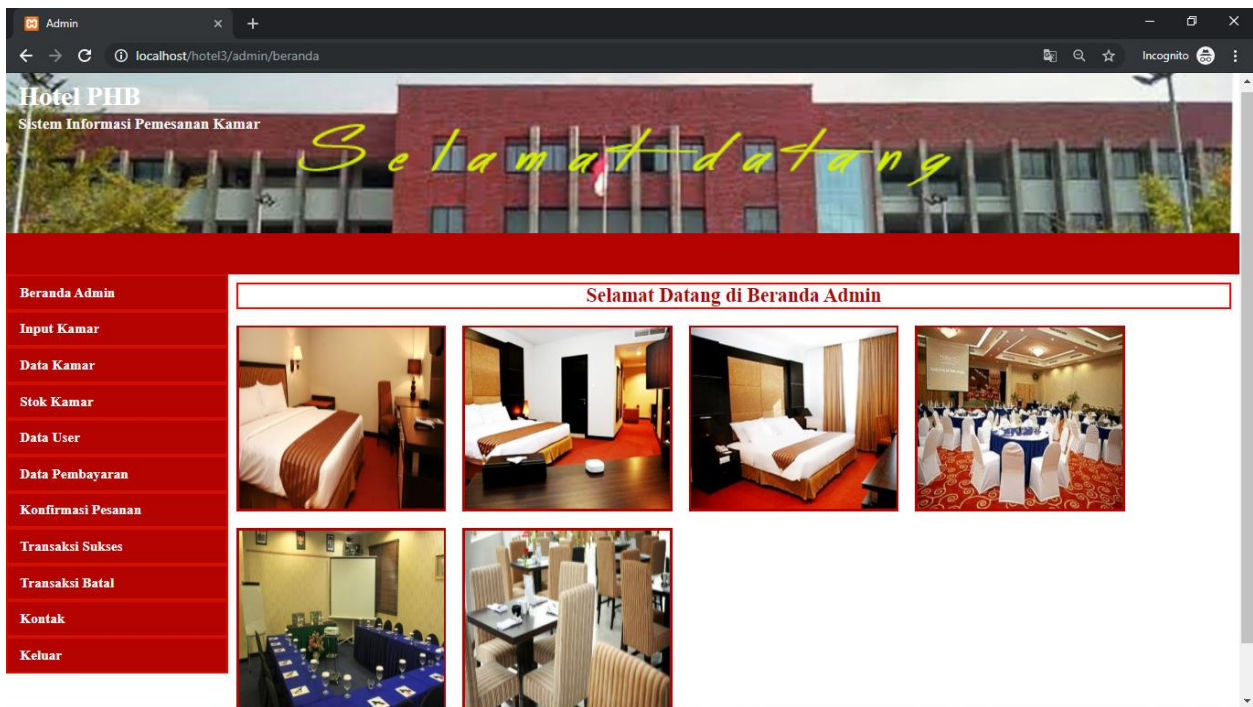 Admin
localhost/hotel3/admin/beranda
Incognito
Hotel PHB
Sistem Informasi Pemesanan Kamar
Selamat datang
Beranda Admin
Selamat Datang di Beranda Admin
Input Kamar
Data Kamar
Stok Kamar
Data User
Data Pembayaran
Konfirmasi Pesanan
Transaksi Sukses
Transaksi Batal
Kontak
Keluar